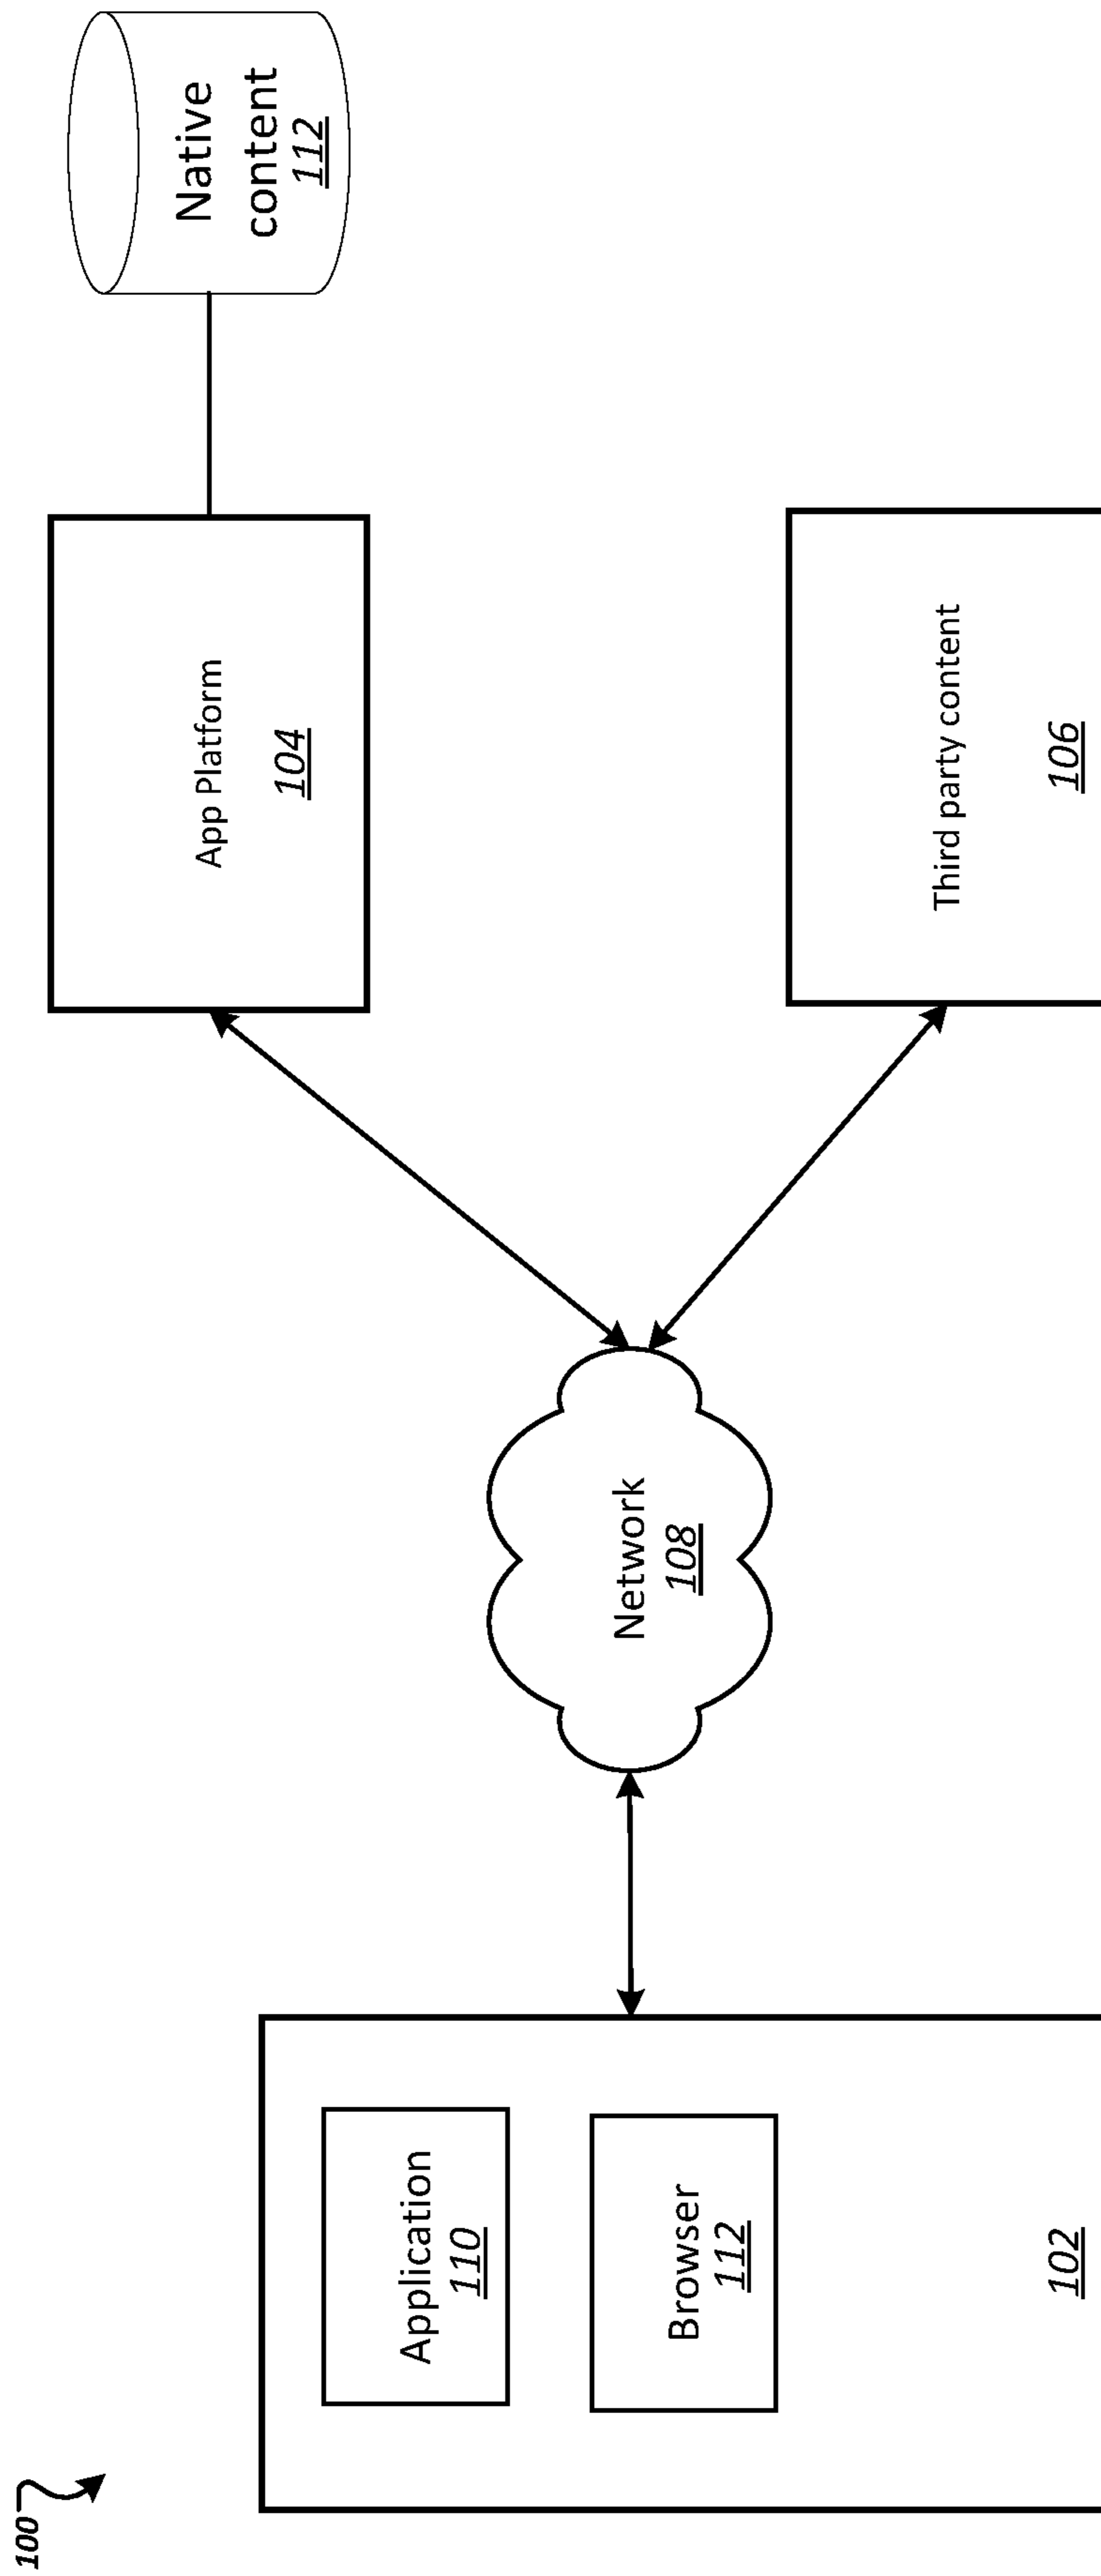 100
Application
110
Browser
112
102
Network
108
App Platform
104
Third party content
106
Native
content
112